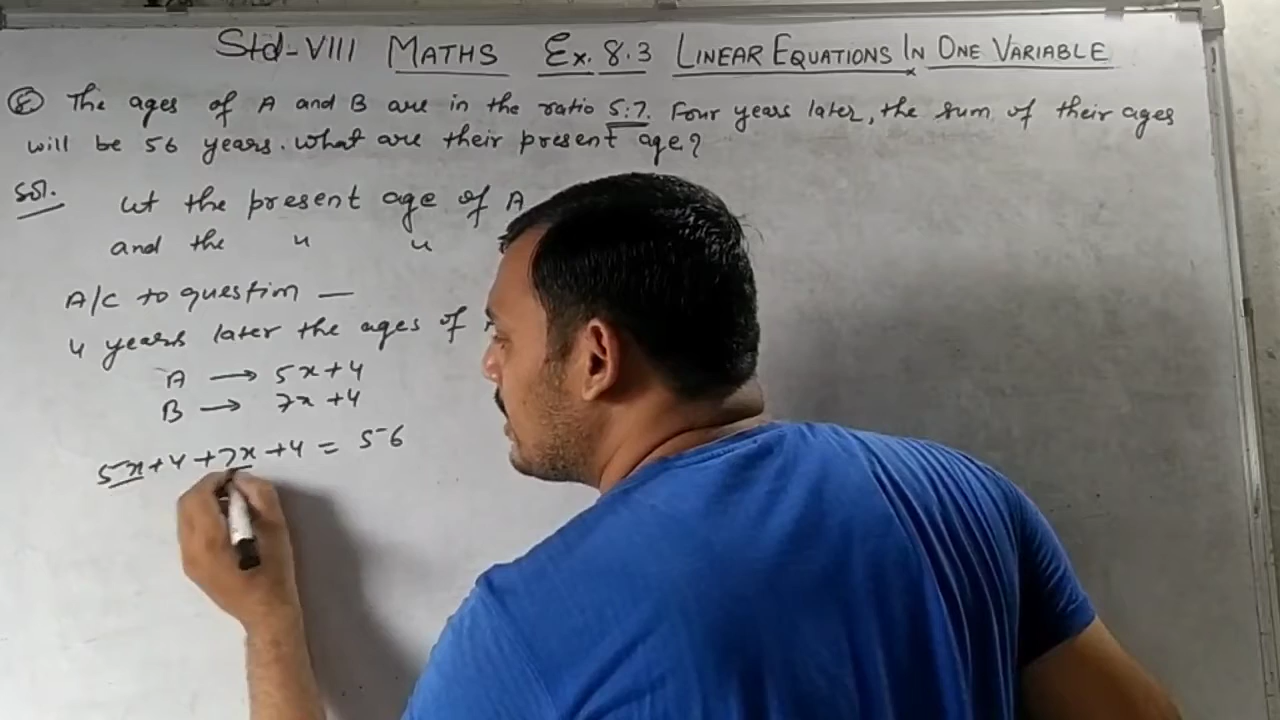 Std-VIII MATHS Ex. 8.3 LINEAR EQUATIONS IN ONE VARIABLE
⑧ The ages of A and B are in the ratio 5:7. Four years later, the sum of their ages
will be 56 years. What are their present age?
Sol. Let the present age of A
and the " "
A/C to question —
4 years later the ages of
A → 5x+4
B → 7x+4
5x+4+7x+4 = 56